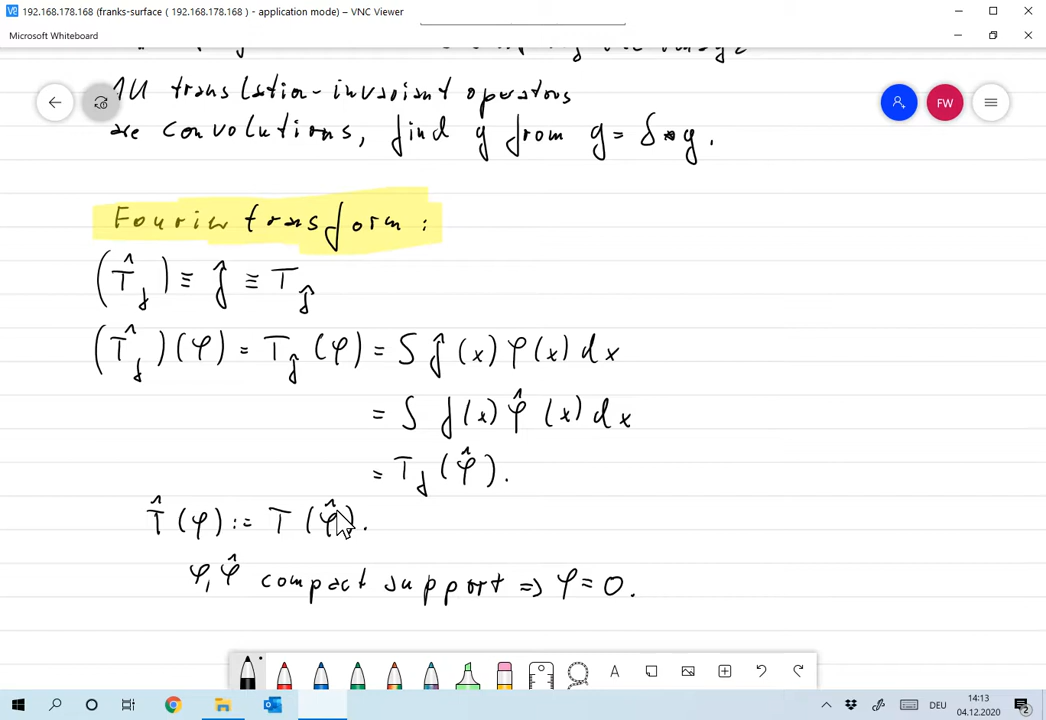 192.168.178.168 (franks-surface ( 192.168.178.168 ) - application mode) – VNC Viewer
Microsoft Whiteboard
All translation-invariant operators
are convolutions, find g from g = δ * g.
FW
Fourier transform:
(T̂_f) ≡ f̂ ≡ T_f̂
(T̂_f)(φ) = T_f̂ (φ) = ∫ f̂(x) φ(x) dx
= ∫ f(x) φ̂(x) dx
= T_f (φ̂).
T̂(φ) := T(φ̂).
φ, φ̂ compact support ⇒ φ = 0.
A
DEU
14:13
04.12.2020
2